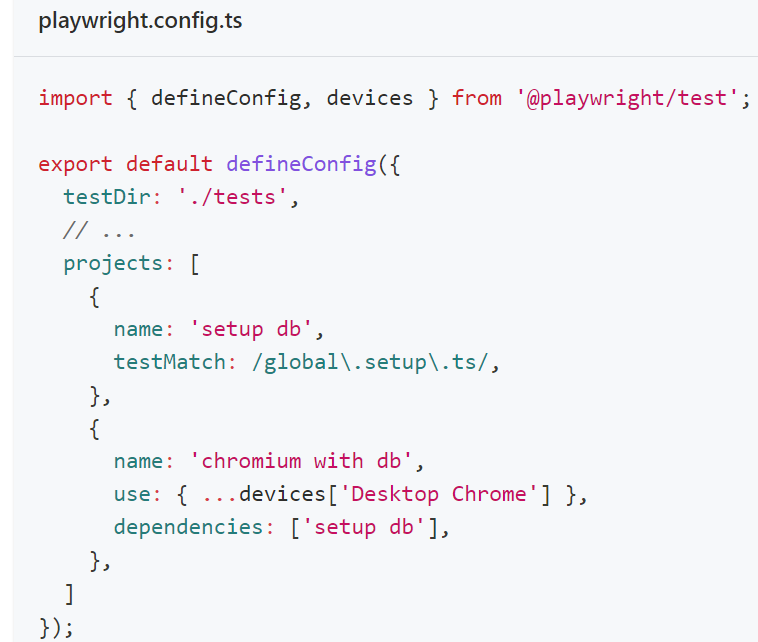 playwright.config.ts
import { defineConfig, devices } from '@playwright/test';
export default defineConfig({
  testDir: './tests',
  // ...
  projects: [
    {
      name: 'setup db',
      testMatch: /global\.setup\.ts/,
    },
    {
      name: 'chromium with db',
      use: { ...devices['Desktop Chrome'] },
      dependencies: ['setup db'],
    },
  ]
});